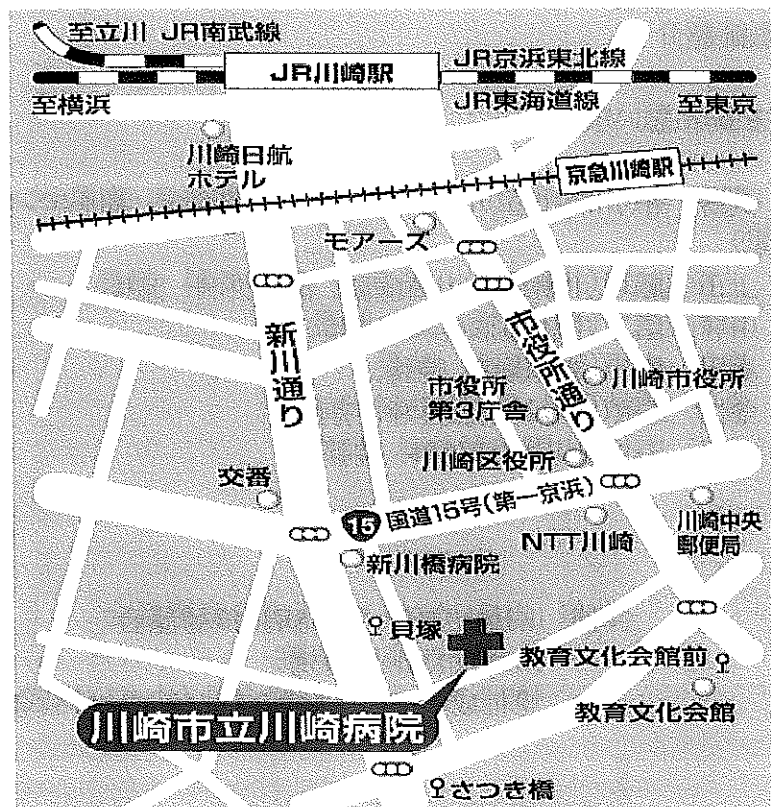 至立川 JR南武線
JR川崎駅
JR京浜東北線
至横浜
JR東海道線
至東京
川崎日航
ホテル
京急川崎駅
モアーズ
新川通り
市役所通り
川崎市役所
市役所
第3庁舎
川崎区役所
交番
15
国道15号(第一京浜)
NTT川崎
川崎中央
郵便局
新川橋病院
貝塚
教育文化会館前
教育文化会館
川崎市立川崎病院
さつき橋